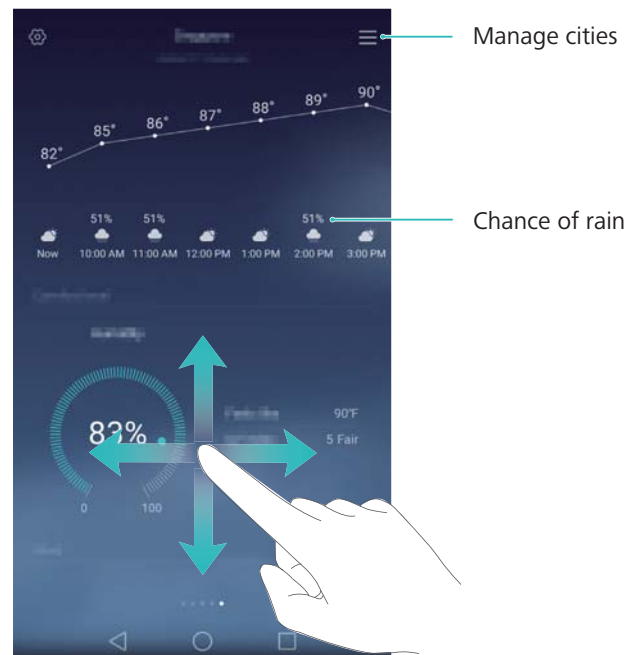 Manage cities
82° 85° 86° 87° 88° 89° 90°
51% 51% 51%
Chance of rain
Now 10:00 AM 11:00 AM 12:00 PM 1:00 PM 2:00 PM 3:00 PM
90°F
83%
5 Fair
0 100